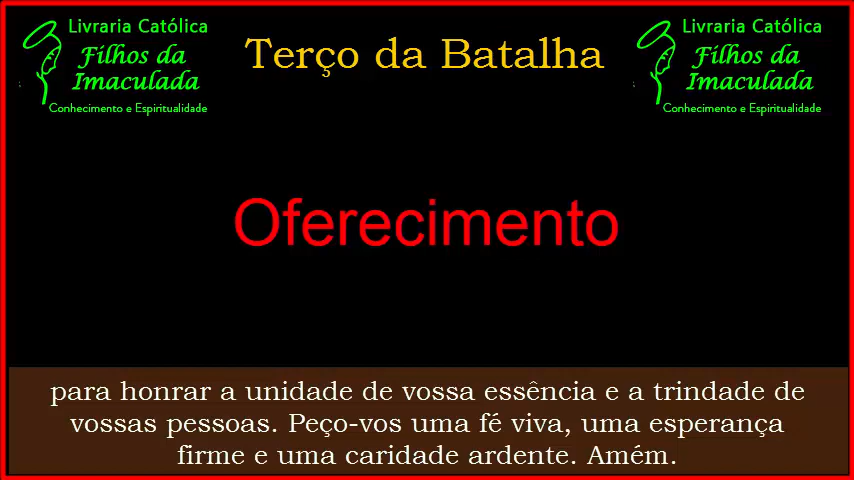 Livraria Católica
Filhos da
Imaculada
Conhecimento e Espiritualidade
Terço da Batalha
Livraria Católica
Filhos da
Imaculada
Conhecimento e Espiritualidade
Oferecimento
para honrar a unidade de vossa essência e a trindade de
vossas pessoas. Peço-vos uma fé viva, uma esperança
firme e uma caridade ardente. Amém.